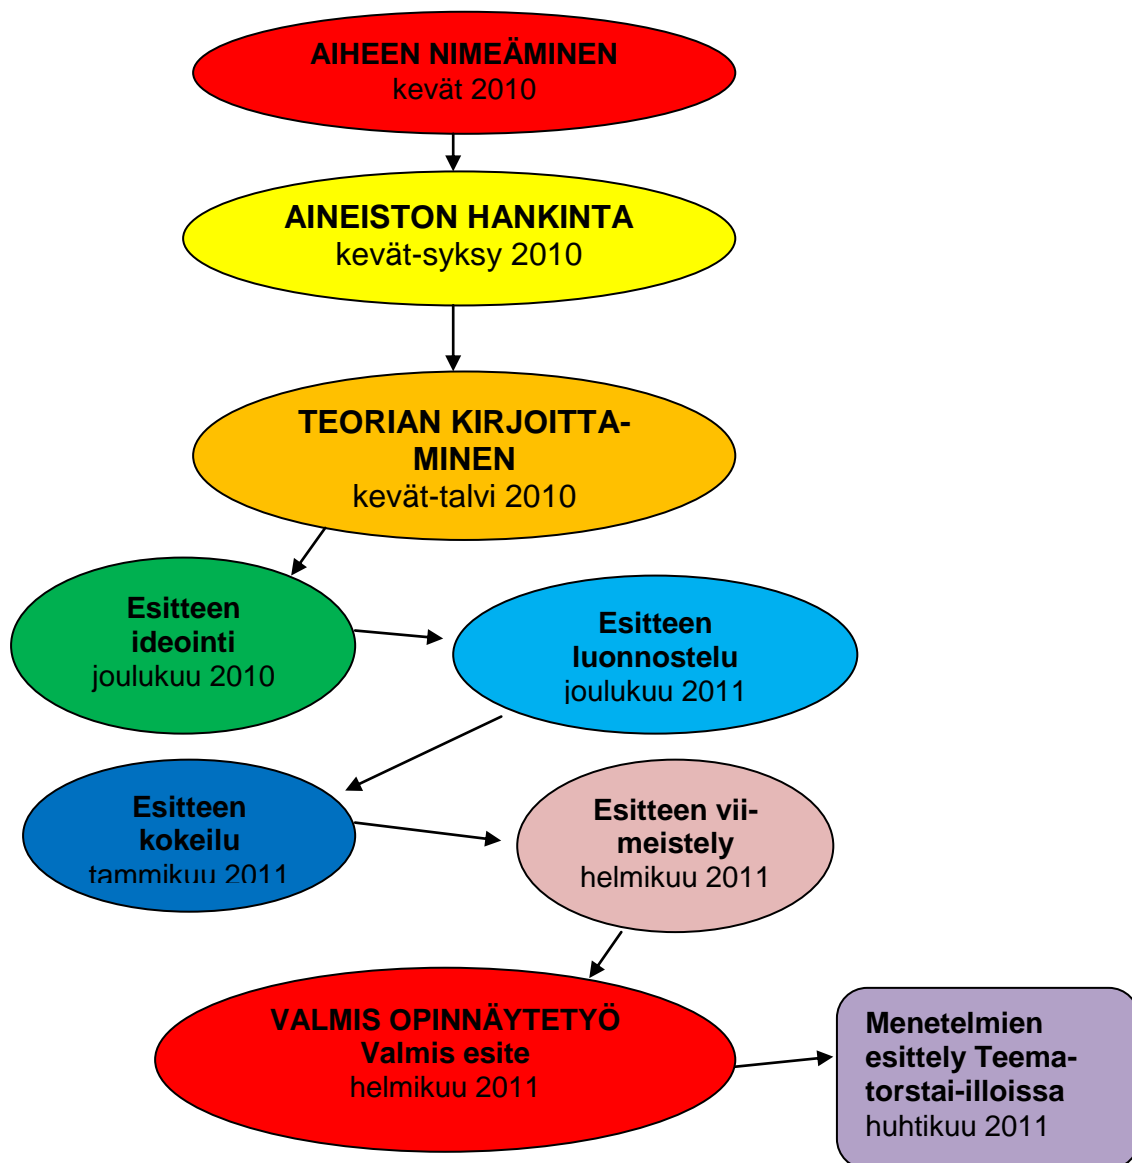 AIHEEN NIMEÄMINEN
kevät 2010
AINEISTON HANKINTA
kevät-syksy 2010
TEORIAN KIRJOITTA-
MINEN
kevät-talvi 2010
Esitteen
ideointi
joulukuu 2010
Esitteen
luonnostelu
joulukuu 2011
Esitteen
kokeilu
tammikuu 2011
Esitteen vii-
meistely
helmikuu 2011
VALMIS OPINNÄYTETYÖ
Valmis esite
helmikuu 2011
Menetelmien
esittely Teema-
torstai-illoissa
huhtikuu 2011